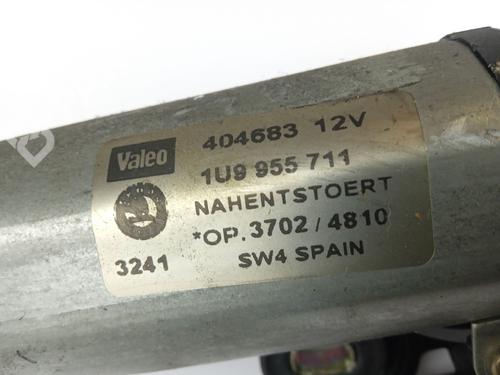 Valeo 404683 12V
1U9 955 711
NAHENTSTOERT
*OP. 3702 / 4810
3241 SW4 SPAIN